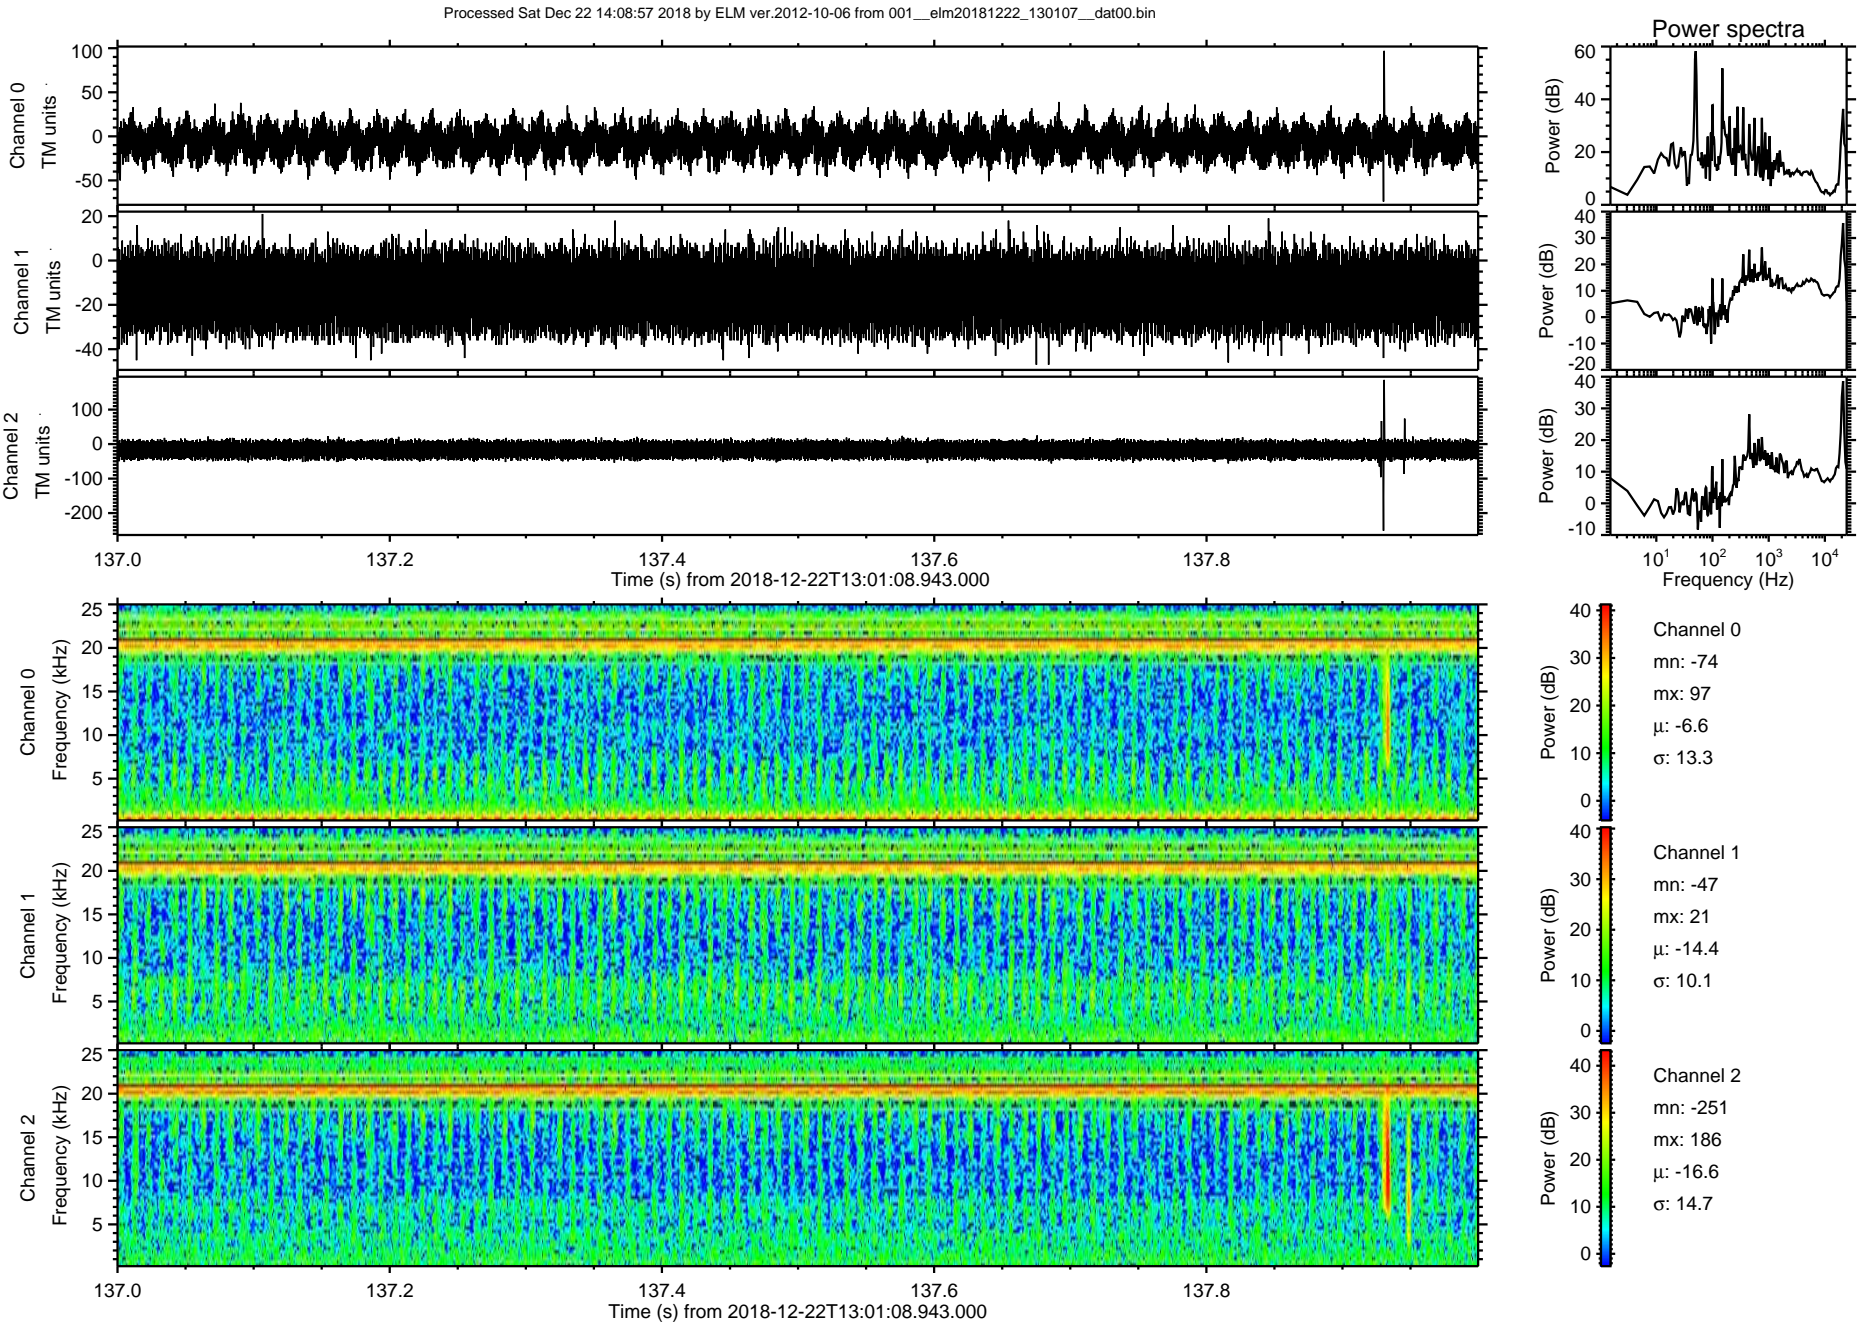 Processed Sat Dec 22 14:08:57 2018 by ELM ver.2012-10-06 from 001__elm20181222_130107__dat00.bin
Power spectra
Channel 0
TM units
100
50
0
-50
Power (dB)
60
40
20
0
Channel 1
TM units
20
0
-20
-40
Power (dB)
40
30
20
10
0
-10
-20
Channel 2
TM units
100
0
-100
-200
Power (dB)
40
30
20
10
0
-10
137.0 137.2 137.4 137.6 137.8
Time (s) from 2018-12-22T13:01:08.943.000
10¹ 10² 10³ 10⁴
Frequency (Hz)
Channel 0
Frequency (kHz)
25
20
15
10
5
Power (dB)
40
30
20
10
0
Channel 0
mn: -74
mx: 97
μ: -6.6
σ: 13.3
Channel 1
Frequency (kHz)
25
20
15
10
5
Power (dB)
40
30
20
10
0
Channel 1
mn: -47
mx: 21
μ: -14.4
σ: 10.1
Channel 2
Frequency (kHz)
25
20
15
10
5
Power (dB)
40
30
20
10
0
Channel 2
mn: -251
mx: 186
μ: -16.6
σ: 14.7
137.0 137.2 137.4 137.6 137.8
Time (s) from 2018-12-22T13:01:08.943.000